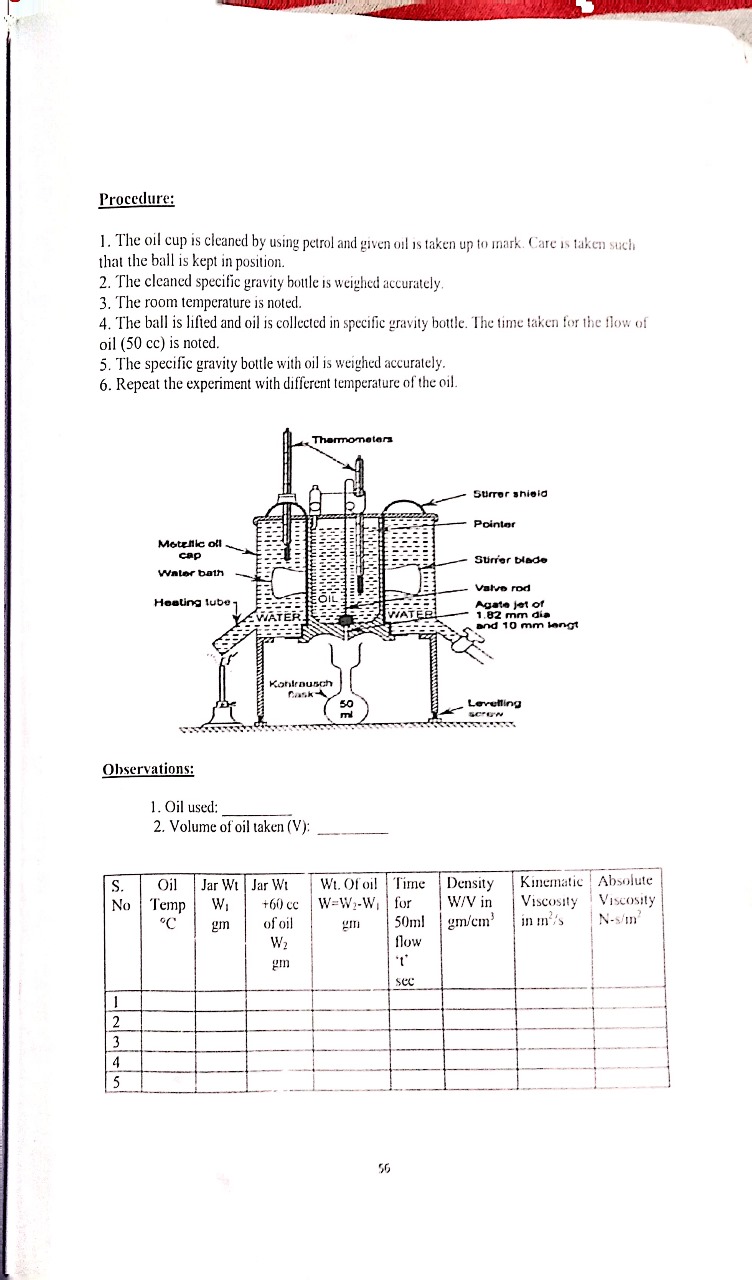 Procedure:
1. The oil cup is cleaned by using petrol and given oil is taken up to mark. Care is taken such
that the ball is kept in position.
2. The cleaned specific gravity bottle is weighed accurately.
3. The room temperature is noted.
4. The ball is lifted and oil is collected in specific gravity bottle. The time taken for the flow of
oil (50 cc) is noted.
5. The specific gravity bottle with oil is weighed accurately.
6. Repeat the experiment with different temperature of the oil.
Thermometers
Stirrer shield
Pointer
Metallic oil
cap
Stirrer blade
Water bath
Valve rod
Heating tube
OIL
Agate jet of
1.82 mm dia
and 10 mm lengt
WATER
WATER
Kohlrausch
flask
50
ml
Levelling
screw
Observations:
1. Oil used: ________
2. Volume of oil taken (V): ________
S. No Oil Temp °C Jar Wt W₁ gm Jar Wt +60 cc of oil W₂ gm Wt. Of oil W=W₂-W₁ gm Time for 50ml flow 't' sec Density W/V in gm/cm³ Kinematic Viscosity in m²/s Absolute Viscosity N-s/m²
1
2
3
4
5
56